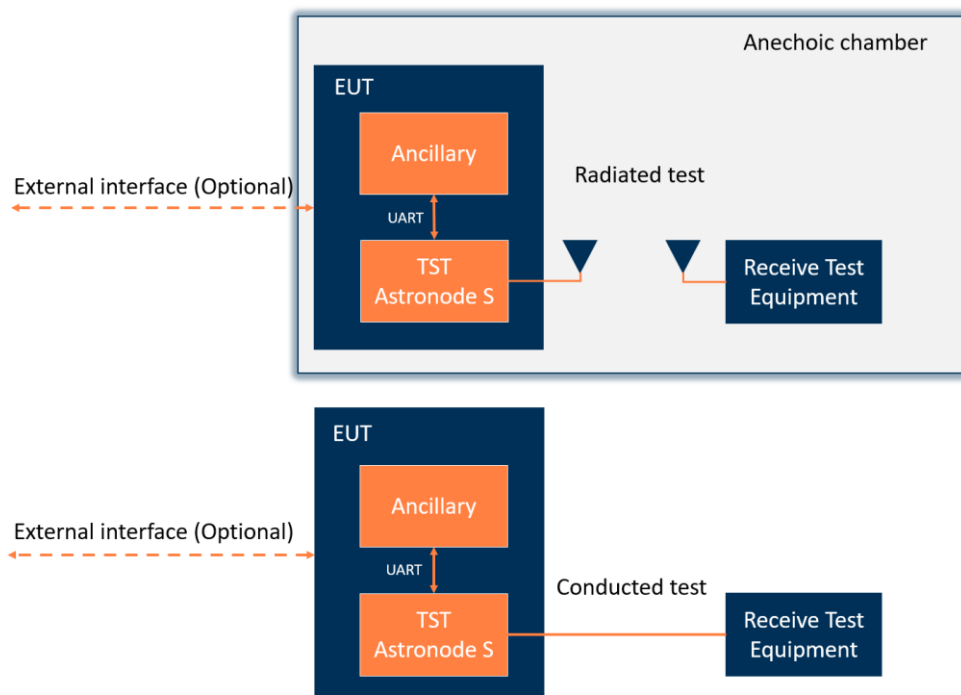 Anechoic chamber
EUT
Ancillary
External interface (Optional)
Radiated test
UART
TST
Astronode S
Receive Test
Equipment
EUT
Ancillary
External interface (Optional)
UART
Conducted test
TST
Astronode S
Receive Test
Equipment